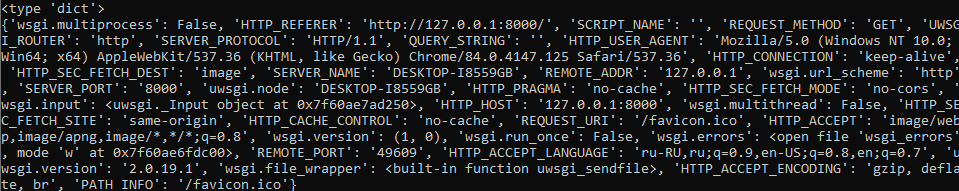 <type 'dict'>
{'wsgi.multiprocess': False, 'HTTP_REFERER': 'http://127.0.0.1:8000/', 'SCRIPT_NAME': '', 'REQUEST_METHOD': 'GET', 'UWSG
I_ROUTER': 'http', 'SERVER_PROTOCOL': 'HTTP/1.1', 'QUERY_STRING': '', 'HTTP_USER_AGENT': 'Mozilla/5.0 (Windows NT 10.0;
Win64; x64) AppleWebKit/537.36 (KHTML, like Gecko) Chrome/84.0.4147.125 Safari/537.36', 'HTTP_CONNECTION': 'keep-alive',
'HTTP_SEC_FETCH_DEST': 'image', 'SERVER_NAME': 'DESKTOP-I8559GB', 'REMOTE_ADDR': '127.0.0.1', 'wsgi.url_scheme': 'http'
, 'SERVER_PORT': '8000', 'uwsgi.node': 'DESKTOP-I8559GB', 'HTTP_PRAGMA': 'no-cache', 'HTTP_SEC_FETCH_MODE': 'no-cors', '
wsgi.input': <uwsgi._Input object at 0x7f60ae7ad250>, 'HTTP_HOST': '127.0.0.1:8000', 'wsgi.multithread': False, 'HTTP_SE
C_FETCH_SITE': 'same-origin', 'HTTP_CACHE_CONTROL': 'no-cache', 'REQUEST_URI': '/favicon.ico', 'HTTP_ACCEPT': 'image/web
p,image/apng,image/*,*/*;q=0.8', 'wsgi.version': (1, 0), 'wsgi.run_once': False, 'wsgi.errors': <open file 'wsgi_errors'
, mode 'w' at 0x7f60ae6fdc00>, 'REMOTE_PORT': '49609', 'HTTP_ACCEPT_LANGUAGE': 'ru-RU,ru;q=0.9,en-US;q=0.8,en;q=0.7', 'u
wsgi.version': '2.0.19.1', 'wsgi.file_wrapper': <built-in function uwsgi_sendfile>, 'HTTP_ACCEPT_ENCODING': 'gzip, defla
te, br', 'PATH_INFO': '/favicon.ico'}